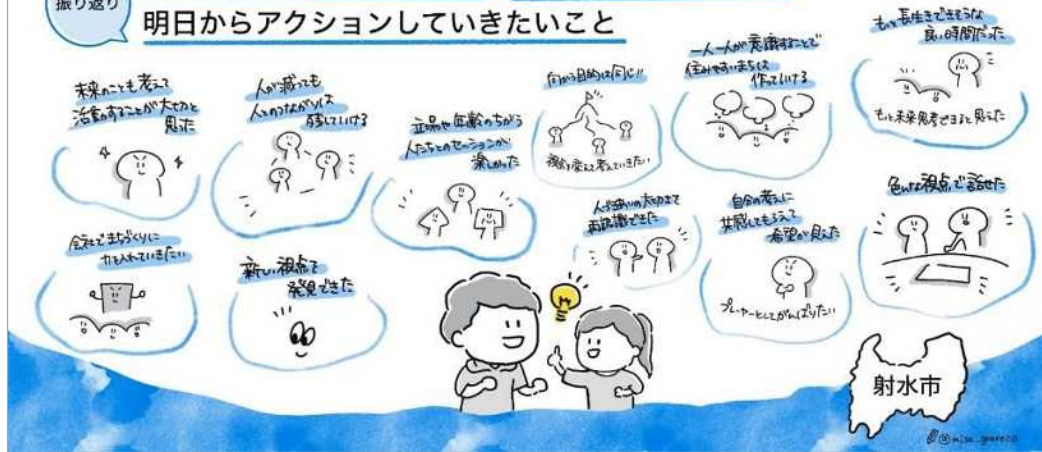 振り返り
明日からアクションしていきたいこと
未来のことも考えて
活動することが大切だと
思った
人が減っても
人とのつながりは
残していける
立場や年齢のちがう
人たちとのセッションが
楽しかった
向かう目的は同じ!!
視点を変えて考えていきたい
一人一人が意識することで
住みやすいまちは
作っていける
もっと長生きできそうな
良い時間だった
もっと未来思考できると思えた
会社でまちづくりに
力を入れていきたい
新しい視点で
発見できた
再認識できた
自分の考えに
共感してもらえて
希望が見えた
プレーヤーとしてがんばりたい
色んな視点で話せた
射水市